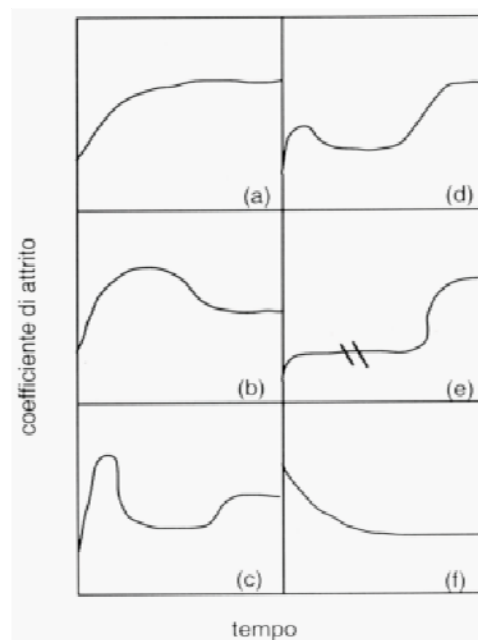 (a)
(d)
(b)
(e)
(c)
(f)
coefficiente di attrito
tempo